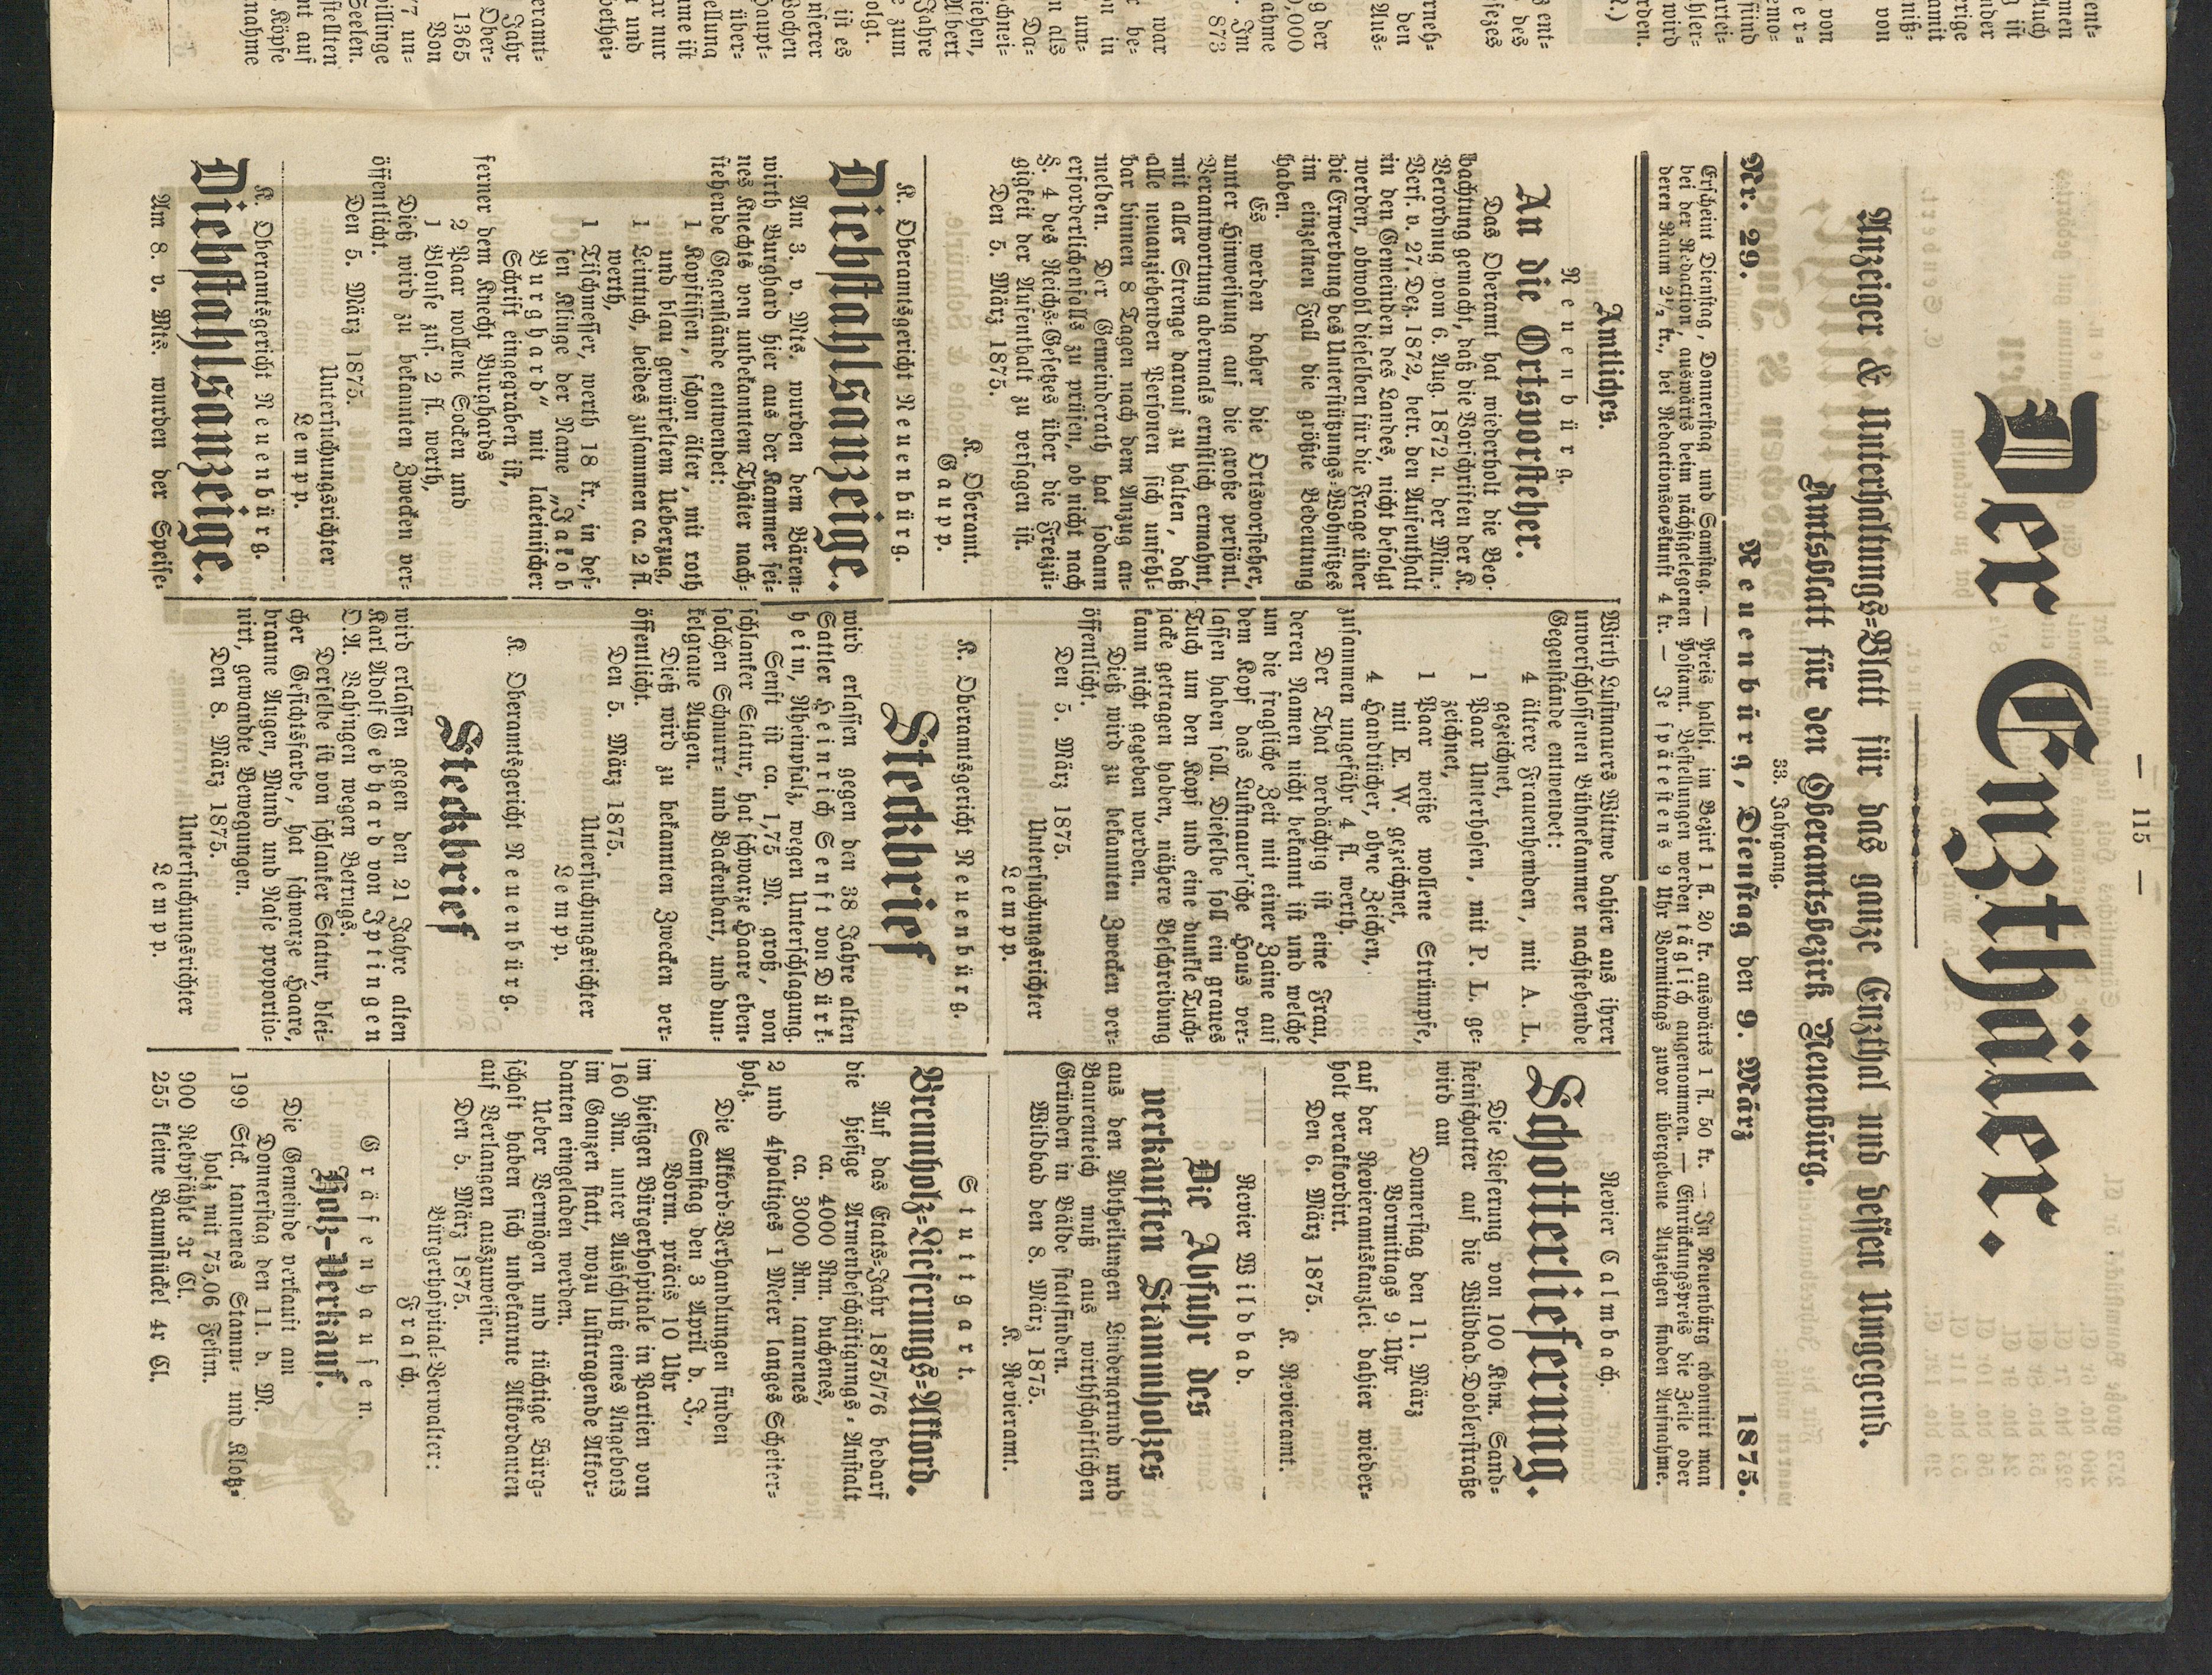 — 115 —
Der Enzthäler.
Anzeiger & Unterhaltungs-Blatt für das ganze Enzthal und dessen Umgegend.
Amtsblatt für den Oberamtsbezirk Neuenbürg.
33. Jahrgang.
Nr. 29. Neuenbürg, Dienstag den 9. März 1875.
Erscheint Dienstag, Donnerstag und Samstag. — Preis halbj. im Bezirk 1 fl. 20 kr. auswärts 1 fl. 50 kr. — In Neuenbürg abonnirt man
bei der Redaction, auswärts beim nächstgelegenen Postamt. Bestellungen werden täglich angenommen. — Einrückungspreis die Zeile oder
deren Raum 2½ kr., bei Redactionsauskunft 4 kr. — Je spätestens 9 Uhr Vormittags zuvor übergebene Anzeigen finden Aufnahme.
Amtliches.
Neuenbürg.
An die Ortsvorsteher.
Das Oberamt hat wiederholt die Beo-
bachtung gemacht, daß die Vorschriften der K.
Verordnung vom 6. Aug. 1872 u. der Min.-
Verf. v. 27. Dez. 1872, betr. den Aufenthalt
in den Gemeinden des Landes, nicht befolgt
werden, obwohl dieselben für die Frage über
die Erwerbung des Unterstützungs-Wohnsitzes
im einzelnen Fall die größte Bedeutung
haben.
Es werden daher die Ortsvorsteher,
unter Hinweisung auf die große persönl.
Verantwortung abermals ernstlich ermahnt,
mit aller Strenge darauf zu halten, daß
alle neuanziehenden Personen sich unfehl-
bar binnen 8 Tagen nach dem Anzug an-
melden. Der Gemeinderath hat sodann
erforderlichenfalls zu prüfen, ob nicht nach
§. 4 des Reichs-Gesetzes über die Freizü-
gigkeit der Aufenthalt zu versagen ist.
Den 5. März 1875.
K. Oberamt.
Gaupp.
K. Oberamtsgericht Neuenbürg.
Diebstahlsanzeige.
Am 3. d. Mts. wurden dem Bären-
wirth Burghard hier aus der Kammer sei-
nes Knechts von unbekanntem Thäter nach-
stehende Gegenstände entwendet:
1 Kopfkissen, schon älter, mit roth
und blau gewürfeltem Ueberzug,
1 Leintuch, beides zusammen ca. 2 fl.
werth,
1 Tischmesser, werth 18 kr., in des-
sen Klinge der Name „Jakob
Burghard“ mit lateinischer
Schrift eingegraben ist,
ferner dem Knecht Burghards
2 Paar wollene Socken und
1 Blouse zus. 2 fl. werth,
Dieß wird zu bekannten Zwecken ver-
öffentlicht.
Den 5. März 1875.
Untersuchungsrichter
Lempp.
K. Oberamtsgericht Neuenbürg.
Diebstahlsanzeige.
Am 8. v. Mts. wurden der Speise-
Wirth Lustnauers Witwe dahier aus ihrer
unverschlossenen Bühnekammer nachstehende
Gegenstände entwendet:
4 ältere Frauenhemden, mit A. L.
gezeichnet,
1 Paar Unterhosen, mit P. L. ge-
zeichnet,
1 Paar weiße wollene Strümpfe,
mit E. W. gezeichnet,
4 Handtücher, ohne Zeichen,
zusammen ungefähr 4 fl. werth.
Der That verdächtig ist eine Frau,
deren Namen nicht bekannt ist und welche
um die fragliche Zeit mit einer Zaine auf
dem Kopf das Lustnauer'iche Haus ver-
lassen haben soll. Dieselbe soll ein graues
Tuch um den Kopf und eine dunkle Tuch-
jacke getragen haben, nähere Beschreibung
kann nicht gegeben werden.
Dieß wird zu bekannten Zwecken ver-
öffentlicht.
Den 5. März 1875.
Untersuchungsrichter
Lempp.
K. Oberamtsgericht Neuenbürg.
Steckbrief
wird erlassen gegen den 38 Jahre alten
Sattler Heinrich Senft von Dürk-
heim, Rheinpfalz, wegen Unterschlagung.
Senft ist ca. 1,75 M. groß, von
schlanker Statur, hat schwarze Haare eben-
solchen Schnurr- und Backenbart, und dun-
kelgraue Augen.
Dieß wird zu bekannten Zwecken ver-
öffentlicht.
Den 5. März 1875.
Untersuchungsrichter
Lempp.
K. Oberamtsgericht Neuenbürg.
Steckbrief
wird erlassen gegen den 21 Jahre alten
Karl Adolf Gebhard von Iptingen
O.A. Vaihingen wegen Betrugs.
Derselbe ist von schlanker Statur, blei-
cher Gesichtsfarbe, hat schwarze Haare,
braune Augen, Mund und Nase proportio-
nirt, gewandte Bewegungen.
Den 8. März 1875.
Untersuchungsrichter
Lempp.
Revier Calmbach.
Schotterlieferung.
Die Lieferung von 100 Kbm. Sand-
steinschotter auf die Wildbad-Doblerstraße
wird am
Donnerstag den 11. März
Vormittags 9 Uhr
auf der Revieramtskanzlei dahier wieder-
holt verakkordirt.
Den 6. März 1875.
K. Revieramt.
Revier Wildbad.
Die Abfuhr des
verkauften Stammholzes
aus den Abtheilungen Lindengrund und
Baurenteich muß aus wirthschaftlichen
Gründen in Bälde stattfinden.
Wildbad den 8. März 1875.
K. Revieramt.
Stuttgart.
Brennholz-Lieferungs-Akkord.
Auf das Etats-Jahr 1875/76 bedarf
die hiesige Armenbeschäftigungs-Anstalt
ca. 4000 Rm. buchenes,
ca. 3000 Rm. tannenes
2 und 4spaltiges 1 Meter langes Scheiter-
holz.
Die Akkord-Verhandlungen finden
Samstag den 3 April d. J.,
Vorm. präcis 10 Uhr
im hiesigen Bürgerhospitale in Partien von
160 Rm. unter Ausschluß eines Angebots
im Ganzen statt, wozu lusttragende Akkor-
danten eingeladen werden.
Ueber Vermögen und tüchtige Bürg-
schaft haben sich unbekannte Akkordanten
auf Verlangen auszuweisen.
Den 5. März 1875.
Bürgerhospital-Verwalter:
Frasch.
Gräfenhausen.
Holz-Verkauf.
Die Gemeinde verkauft am
Donnerstag den 11. d. M.
199 Stck. tannenes Stamm- und Klotz-
holz mit 75,06 Festm.
900 Rebpfähle 3r Cl.
255 kleine Baumstückel 4r Cl.